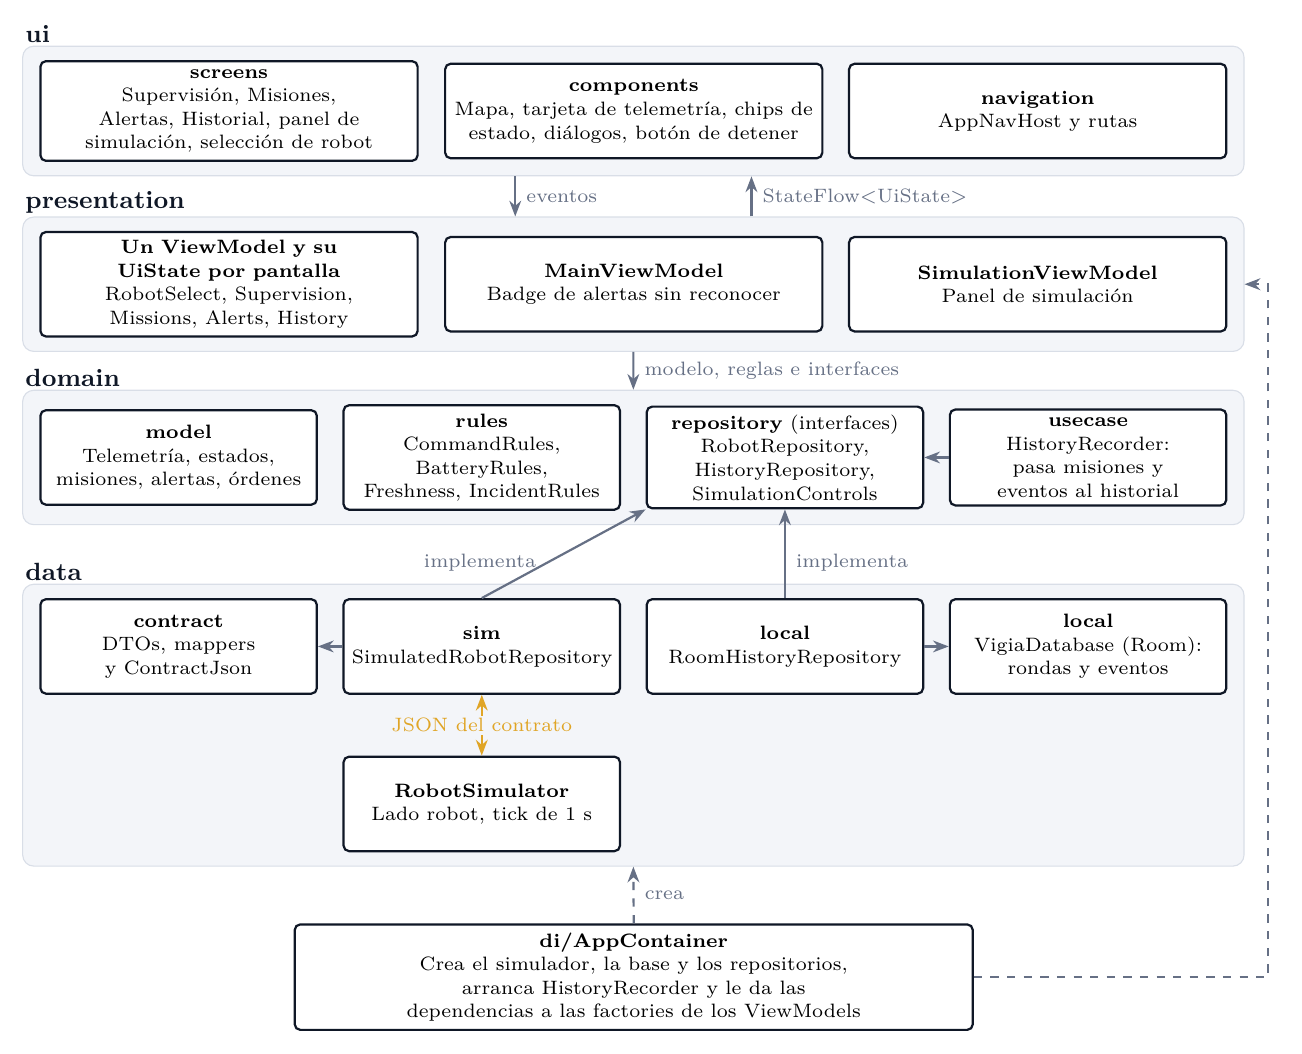 ui
screens
Supervisión, Misiones,
Alertas, Historial, panel de
simulación, selección de robot
components
Mapa, tarjeta de telemetría, chips de
estado, diálogos, botón de detener
navigation
AppNavHost y rutas
eventos
StateFlow<UiState>
presentation
Un ViewModel y su
UiState por pantalla
RobotSelect, Supervision,
Missions, Alerts, History
MainViewModel
Badge de alertas sin reconocer
SimulationViewModel
Panel de simulación
modelo, reglas e interfaces
domain
model
Telemetría, estados,
misiones, alertas, órdenes
rules
CommandRules,
BatteryRules,
Freshness, IncidentRules
repository (interfaces)
RobotRepository,
HistoryRepository,
SimulationControls
usecase
HistoryRecorder:
pasa misiones y
eventos al historial
implementa
implementa
data
contract
DTOs, mappers
y ContractJson
sim
SimulatedRobotRepository
local
RoomHistoryRepository
local
VigiaDatabase (Room):
rondas y eventos
JSON del contrato
RobotSimulator
Lado robot, tick de 1 s
crea
di/AppContainer
Crea el simulador, la base y los repositorios,
arranca HistoryRecorder y le da las
dependencias a las factories de los ViewModels